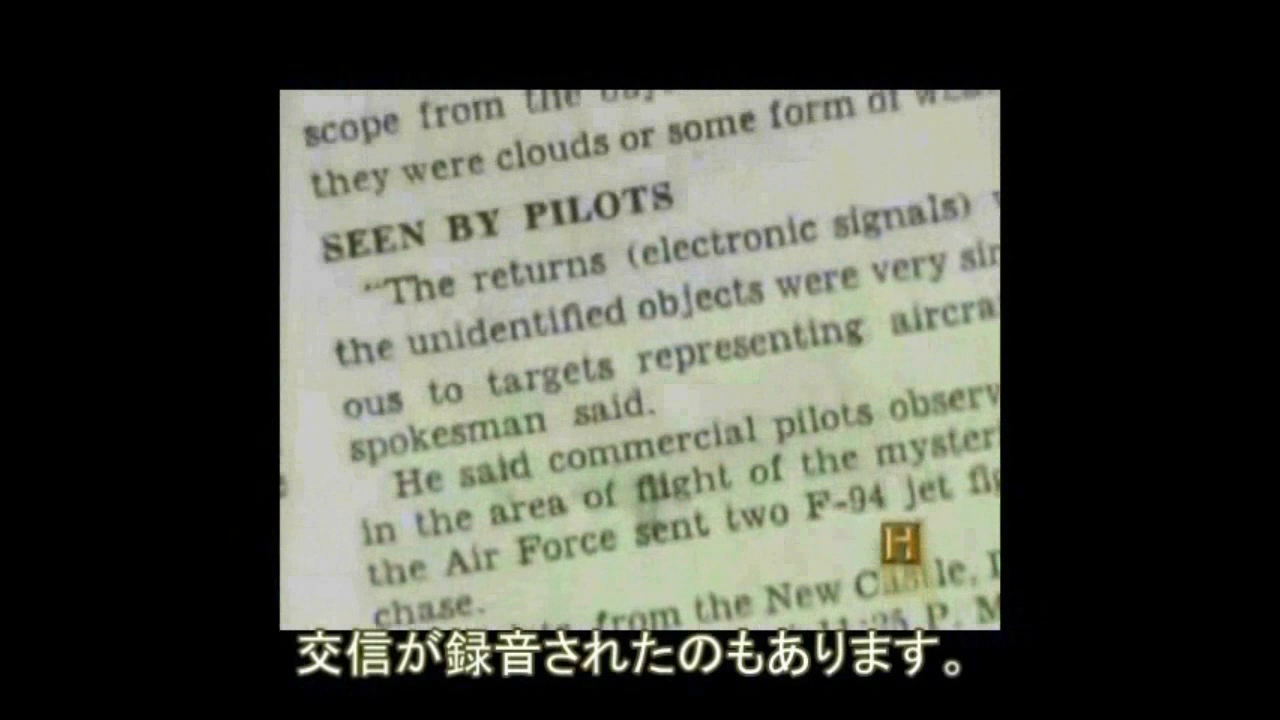 scope from the
they were clouds or some form of
SEEN BY PILOTS
"The returns (electronic signals)
the unidentified objects were very
ous to targets representing
spokesman said.
He said commercial pilots
in the area of flight of the
the Air Force sent two F-94 jet
chase.
from the New
11:25 P. M
H
交信が録音されたのもあります。